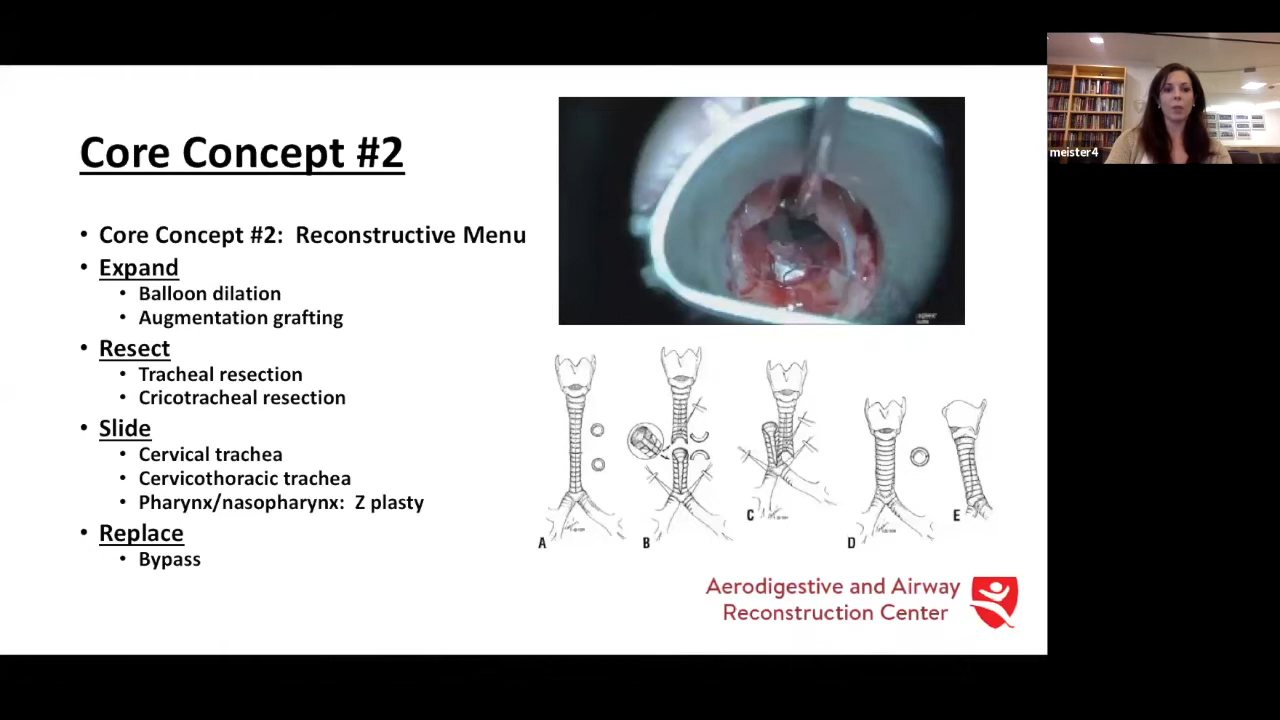 Core Concept #2
• Core Concept #2: Reconstructive Menu
• Expand
• Balloon dilation
• Augmentation grafting
• Resect
• Tracheal resection
• Cricotracheal resection
• Slide
• Cervical trachea
• Cervicothoracic trachea
• Pharynx/nasopharynx: Z plasty
• Replace
• Bypass
A
B
C
D
E
Aerodigestive and Airway
Reconstruction Center
meister4